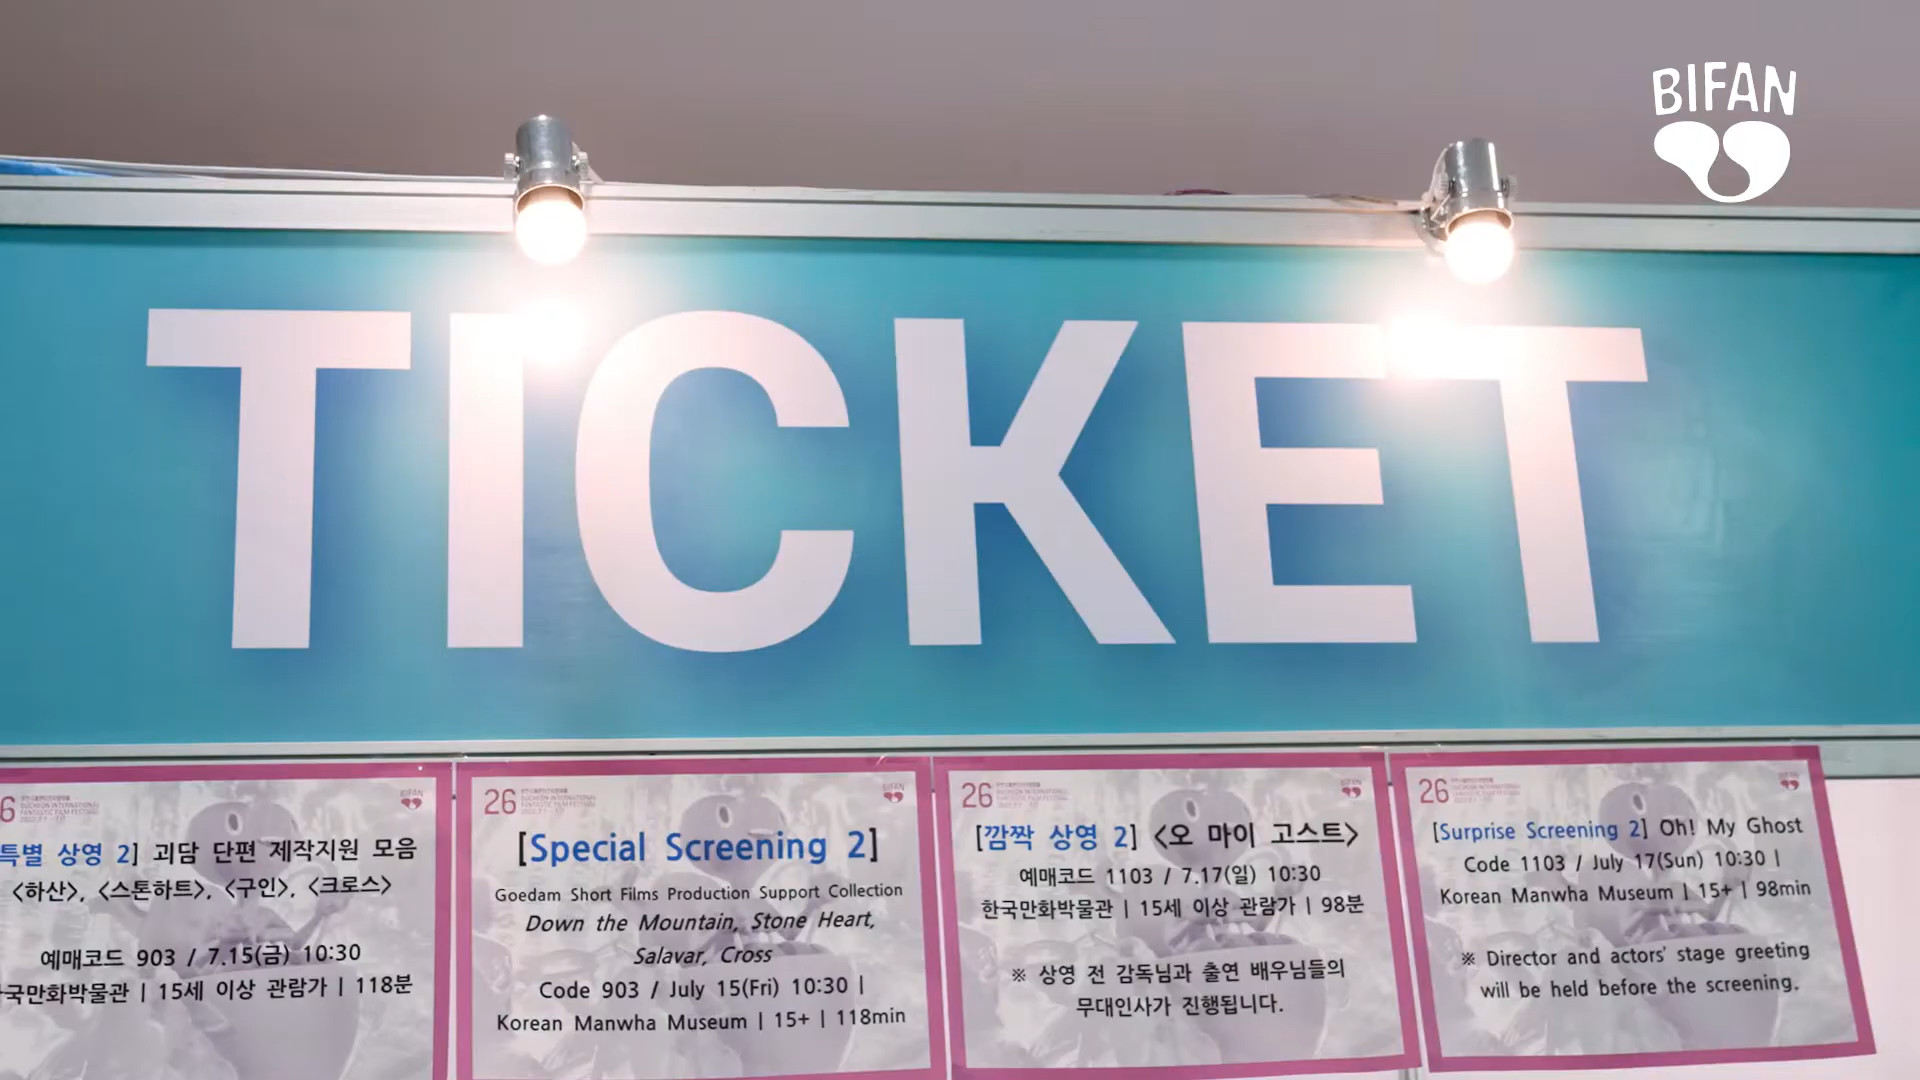 BIFAN
TICKET
특별 상영 2] 괴담 단편 제작지원 모음
<하산>, <스톤하트>, <구인>, <크로스>
예매코드 903 / 7.15(금) 10:30
국만화박물관 | 15세 이상 관람가 | 118분
26
BIFAN
[Special Screening 2]
Goedam Short Films Production Support Collection
Down the Mountain, Stone Heart,
Salavar, Cross
Code 903 / July 15(Fri) 10:30 |
Korean Manwha Museum | 15+ | 118min
26
BIFAN
[깜짝 상영 2] <오 마이 고스트>
예매코드 1103 / 7.17(일) 10:30
한국만화박물관 | 15세 이상 관람가 | 98분
※ 상영 전 감독님과 출연 배우님들의
무대인사가 진행됩니다.
26
BIFAN
[Surprise Screening 2] Oh! My Ghost
Code 1103 / July 17(Sun) 10:30 |
Korean Manwha Museum | 15+ | 98min
※ Director and actors' stage greeting
will be held before the screening.